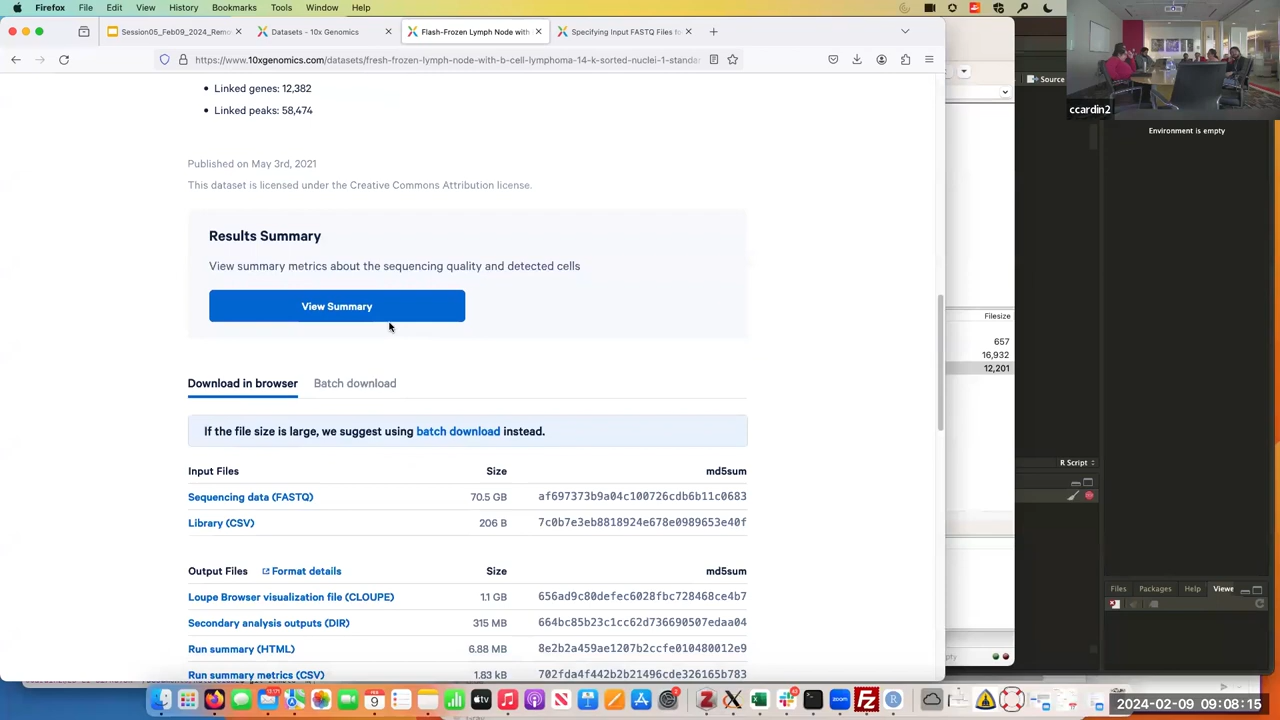 Firefox File Edit View History Bookmarks Tools Window Help
Session05_Feb09_2024_Remo
Datasets - 10x Genomics
Flash-Frozen Lymph Node with
Specifying Input FASTQ Files fo
https://www.10xgenomics.com/datasets/fresh-frozen-lymph-node-with-b-cell-lymphoma-14-k-sorted-nuclei-1-standar
Source
ccardin2
Environment is empty
Linked genes: 12,382
Linked peaks: 58,474
Published on May 3rd, 2021
This dataset is licensed under the Creative Commons Attribution license.
Results Summary
View summary metrics about the sequencing quality and detected cells
View Summary
Filesize
657
16,932
12,201
Download in browser Batch download
If the file size is large, we suggest using batch download instead.
R Script
Input Files Size md5sum
Sequencing data (FASTQ) 70.5 GB af697373b9a04c100726cdb6b11c0683
Library (CSV) 206 B 7c0b7e3eb8818924e678e0989653e40f
Output Files Format details Size md5sum
Loupe Browser visualization file (CLOUPE) 1.1 GB 656ad9c80defec6028fbc728468ce4b7
Secondary analysis outputs (DIR) 315 MB 664bc85b23c1cc62d736690507edaa04
Run summary (HTML) 6.88 MB 8e2b2a459ae1207b2ccfe010480012e9
Run summary metrics (CSV) 1.83 kB 702fda4f442b2b21496e326165b783
Files Packages Help Viewe
zoom
2024-02-09 09:08:15